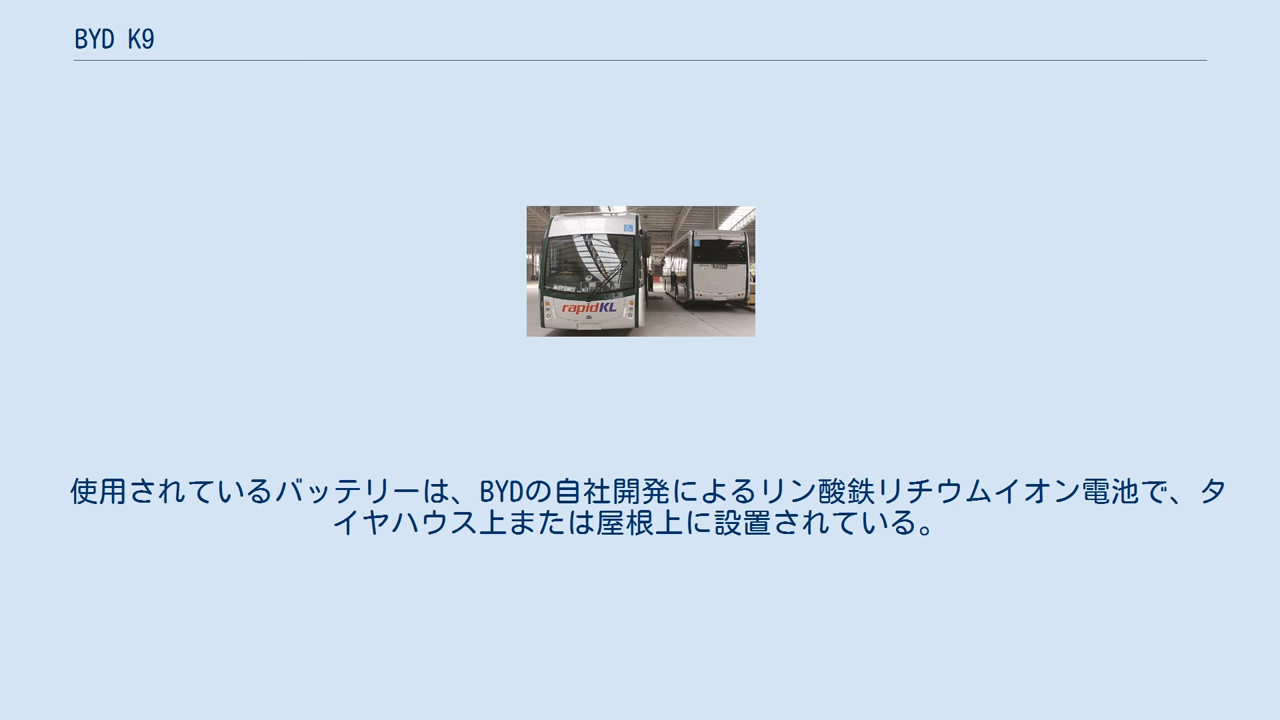 BYD K9
rapidKL
使用されているバッテリーは、BYDの自社開発によるリン酸鉄リチウムイオン電池で、タ
イヤハウス上または屋根上に設置されている。